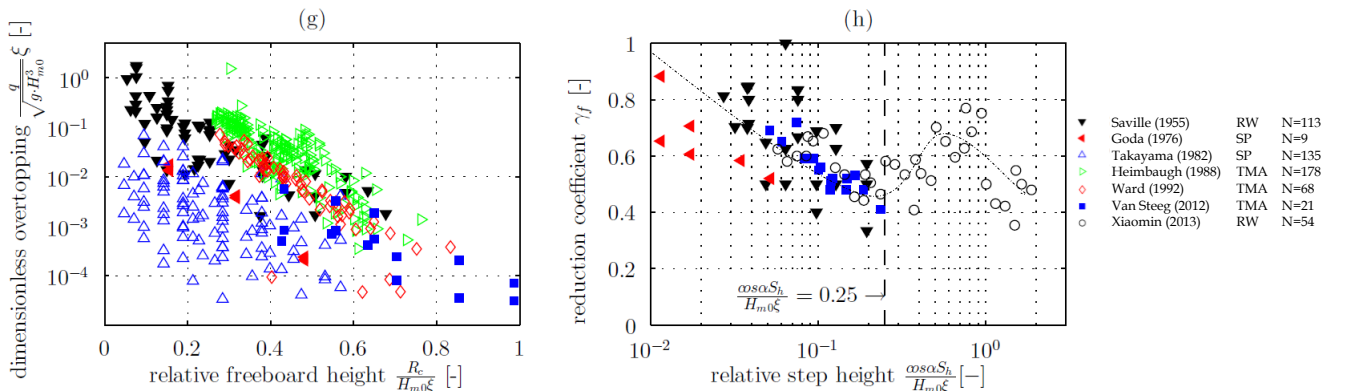 (g)
dimensionless overtopping q/√(g·H³m0) ξ [-]
10⁰
10⁻¹
10⁻²
10⁻³
10⁻⁴
0 0.2 0.4 0.6 0.8 1
relative freeboard height Rc/Hm0ξ [-]
(h)
reduction coefficient γf [-]
1
0.8
0.6
0.4
0.2
0
cosαSh/Hm0ξ = 0.25 →
10⁻² 10⁻¹ 10⁰
relative step height cosαSh/Hm0ξ [−]
Saville (1955) RW N=113
Goda (1976) SP N=9
Takayama (1982) SP N=135
Heimbaugh (1988) TMA N=178
Ward (1992) TMA N=68
Van Steeg (2012) TMA N=21
Xiaomin (2013) RW N=54